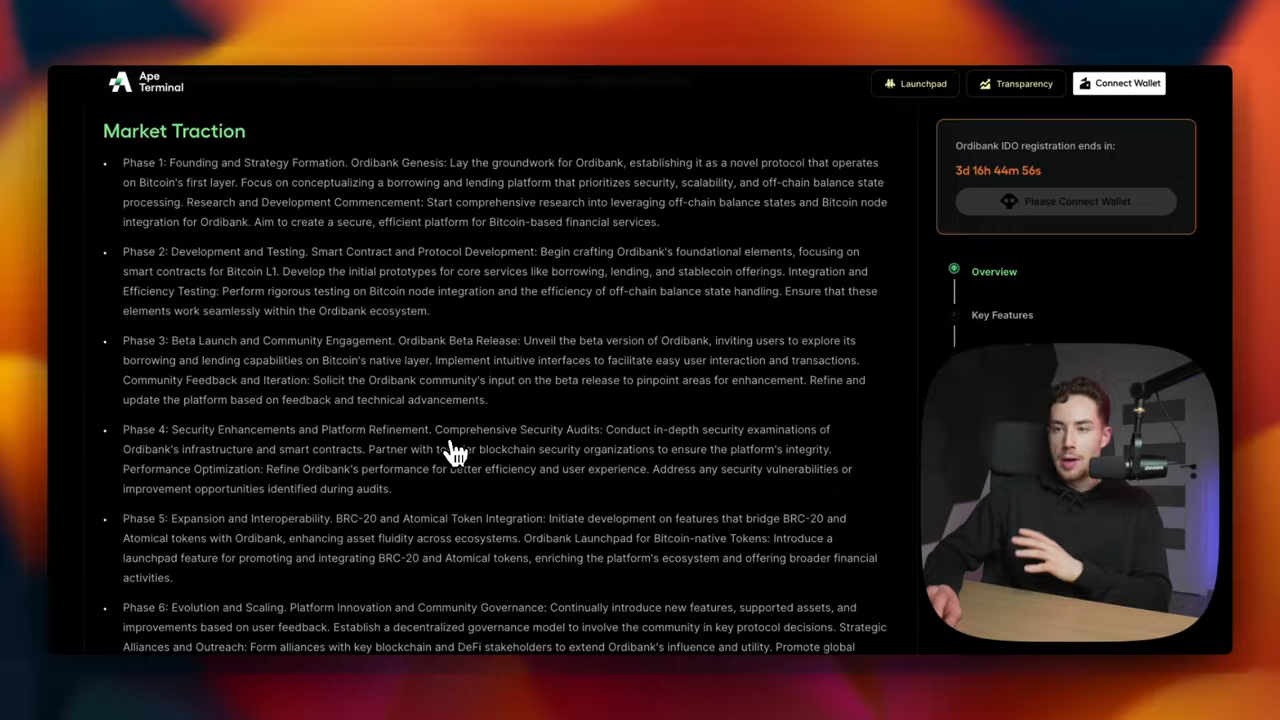 Ape
Terminal
Launchpad
Transparency
Connect Wallet
Market Traction
Phase 1: Founding and Strategy Formation. Ordibank Genesis: Lay the groundwork for Ordibank, establishing it as a novel protocol that operates
on Bitcoin's first layer. Focus on conceptualizing a borrowing and lending platform that prioritizes security, scalability, and off-chain balance state
processing. Research and Development Commencement: Start comprehensive research into leveraging off-chain balance states and Bitcoin node
integration for Ordibank. Aim to create a secure, efficient platform for Bitcoin-based financial services.
Phase 2: Development and Testing. Smart Contract and Protocol Development: Begin crafting Ordibank's foundational elements, focusing on
smart contracts for Bitcoin L1. Develop the initial prototypes for core services like borrowing, lending, and stablecoin offerings. Integration and
Efficiency Testing: Perform rigorous testing on Bitcoin node integration and the efficiency of off-chain balance state handling. Ensure that these
elements work seamlessly within the Ordibank ecosystem.
Phase 3: Beta Launch and Community Engagement. Ordibank Beta Release: Unveil the beta version of Ordibank, inviting users to explore its
borrowing and lending capabilities on Bitcoin's native layer. Implement intuitive interfaces to facilitate easy user interaction and transactions.
Community Feedback and Iteration: Solicit the Ordibank community's input on the beta release to pinpoint areas for enhancement. Refine and
update the platform based on feedback and technical advancements.
Phase 4: Security Enhancements and Platform Refinement. Comprehensive Security Audits: Conduct in-depth security examinations of
Ordibank's infrastructure and smart contracts. Partner with blockchain security organizations to ensure the platform's integrity.
Performance Optimization: Refine Ordibank's performance for better efficiency and user experience. Address any security vulnerabilities or
improvement opportunities identified during audits.
Phase 5: Expansion and Interoperability. BRC-20 and Atomical Token Integration: Initiate development on features that bridge BRC-20 and
Atomical tokens with Ordibank, enhancing asset fluidity across ecosystems. Ordibank Launchpad for Bitcoin-native Tokens: Introduce a
launchpad feature for promoting and integrating BRC-20 and Atomical tokens, enriching the platform's ecosystem and offering broader financial
activities.
Phase 6: Evolution and Scaling. Platform Innovation and Community Governance: Continually introduce new features, supported assets, and
improvements based on user feedback. Establish a decentralized governance model to involve the community in key protocol decisions. Strategic
Alliances and Outreach: Form alliances with key blockchain and DeFi stakeholders to extend Ordibank's influence and utility. Promote global
Ordibank IDO registration ends in:
3d 16h 44m 56s
Please Connect Wallet
Overview
Key Features